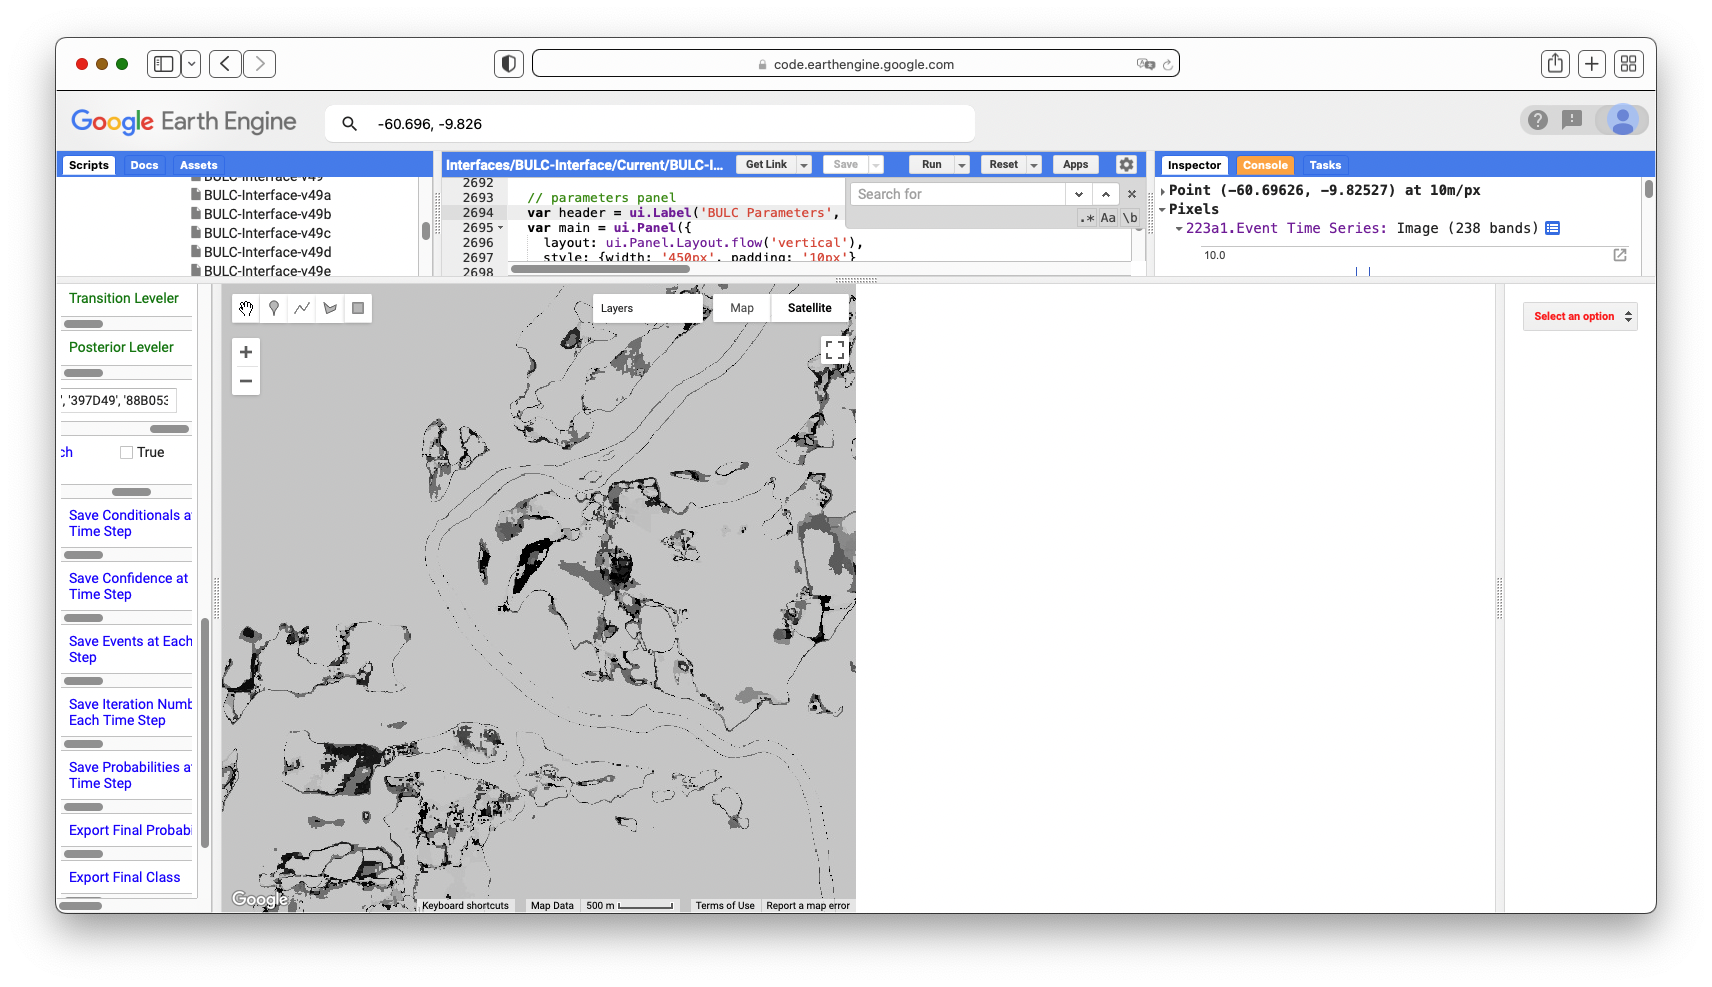 code.earthengine.google.com
Google Earth Engine
-60.696, -9.826
Scripts Docs Assets
BULC-Interface-v49
BULC-Interface-v49a
BULC-Interface-v49b
BULC-Interface-v49c
BULC-Interface-v49d
BULC-Interface-v49e
Interfaces/BULC-Interface/Current/BULC-I...
Get Link Save Run Reset Apps
2692
2693 // parameters panel
2694 var header = ui.Label('BULC Parameters',
2695 var main = ui.Panel({
2696 layout: ui.Panel.Layout.flow('vertical'),
2697 style: {width: '450px', padding: '10px'}
2698
Search for
.* Aa \b
Inspector Console Tasks
Point (-60.69626, -9.82527) at 10m/px
Pixels
223a1.Event Time Series: Image (238 bands)
10.0
Transition Leveler
Posterior Leveler
', '397D49', '88B053
ch True
Save Conditionals a
Time Step
Save Confidence at
Time Step
Save Events at Each
Step
Save Iteration Numb
Each Time Step
Save Probabilities a
Time Step
Export Final Probabi
Export Final Class
Layers
Map Satellite
Google
Keyboard shortcuts Map Data 500 m Terms of Use Report a map error
Select an option